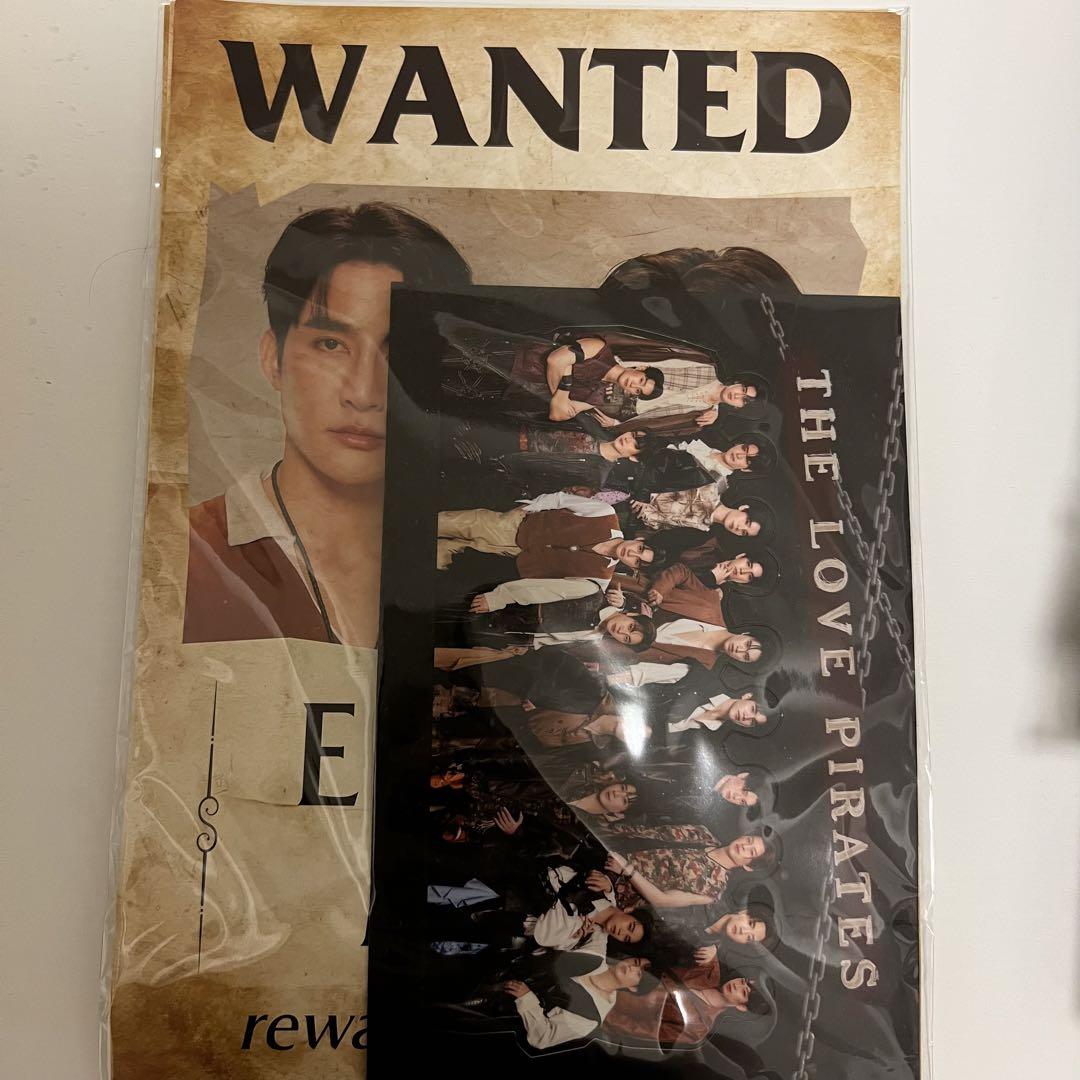 WANTED
THE LOVE PIRATES
E
rewa